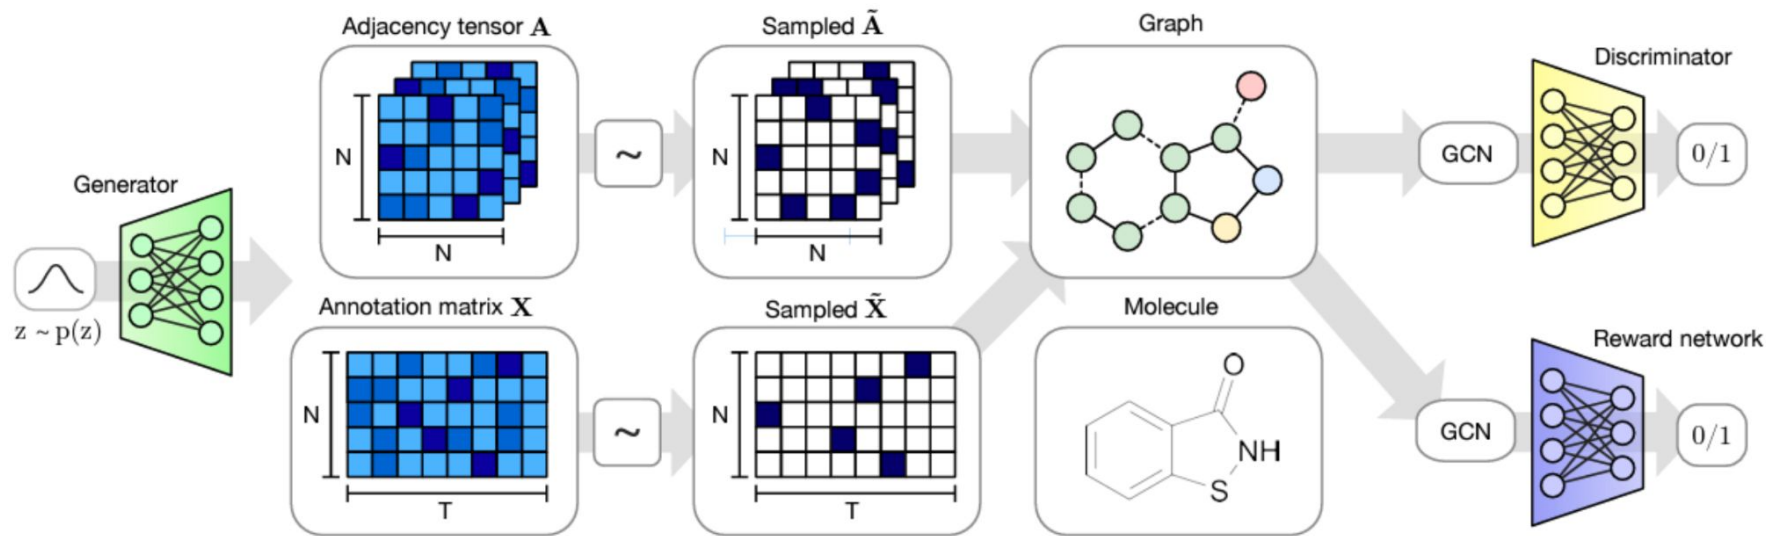 Generator
z ~ p(z)
Adjacency tensor A
N
N
Annotation matrix X
N
T
~
~
Sampled Ã
N
N
Sampled X̃
N
T
Graph
Molecule
O
NH
S
GCN
Discriminator
0/1
GCN
Reward network
0/1